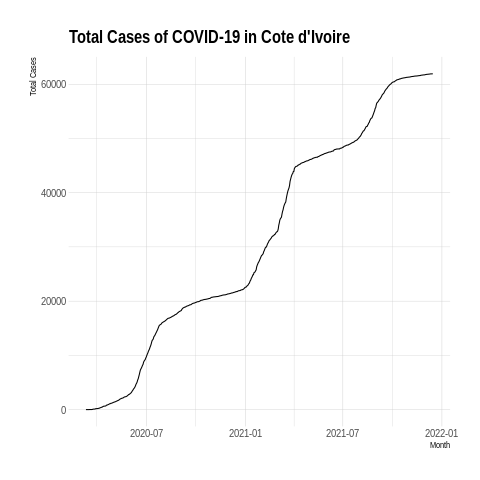 Total Cases of COVID-19 in Cote d'Ivoire
Total Cases
60000
40000
20000
0
2020-07 2021-01 2021-07 2022-01
Month